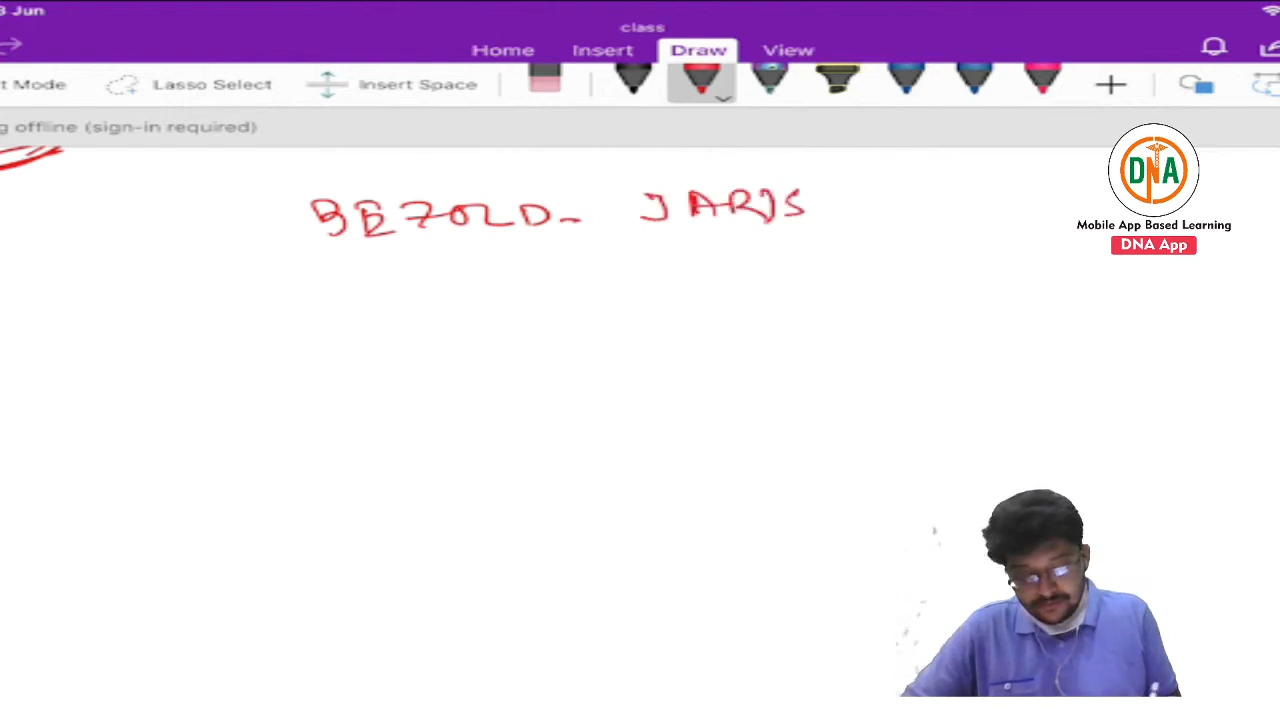 3 Jun
class
Home Insert Draw View
t Mode Lasso Select Insert Space
g offline (sign-in required)
DNA
Mobile App Based Learning
DNA App
BEZOLD- JARIS